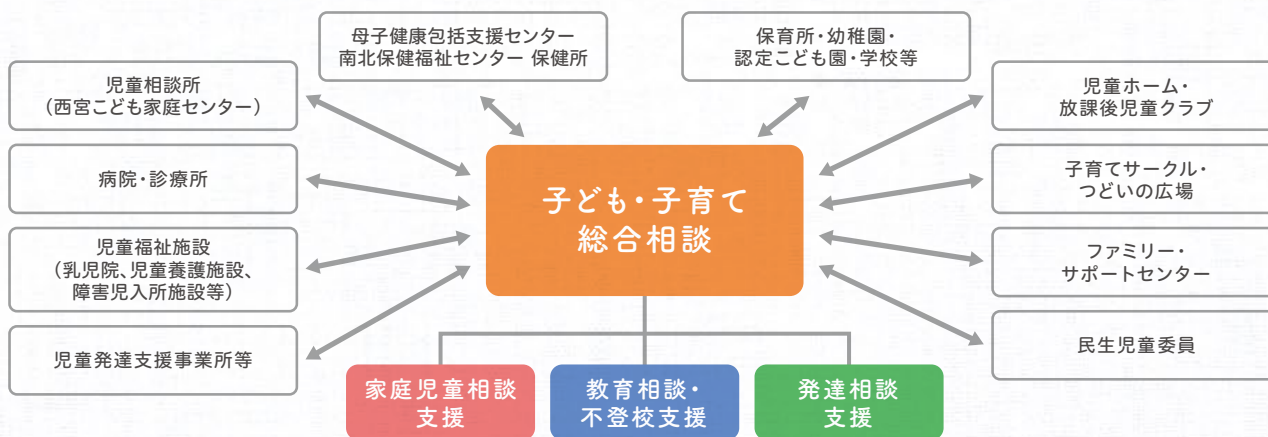 母子健康包括支援センター
南北保健福祉センター 保健所
保育所・幼稚園・
認定こども園・学校等
児童相談所
（西宮こども家庭センター）
病院・診療所
児童福祉施設
（乳児院、児童養護施設、
障害児入所施設等）
児童発達支援事業所等
子ども・子育て
総合相談
児童ホーム・
放課後児童クラブ
子育てサークル・
つどいの広場
ファミリー・
サポートセンター
民生児童委員
家庭児童相談
支援
教育相談・
不登校支援
発達相談
支援